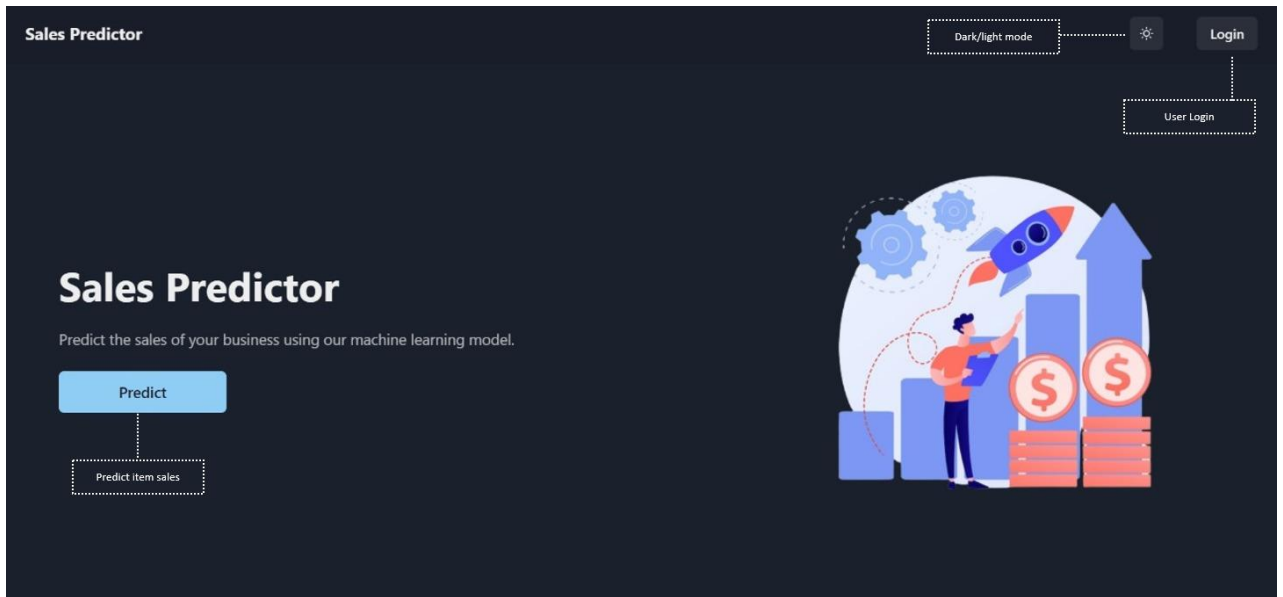 Sales Predictor
Dark/light mode
Login
User Login
Sales Predictor
Predict the sales of your business using our machine learning model.
Predict
Predict item sales
$
$